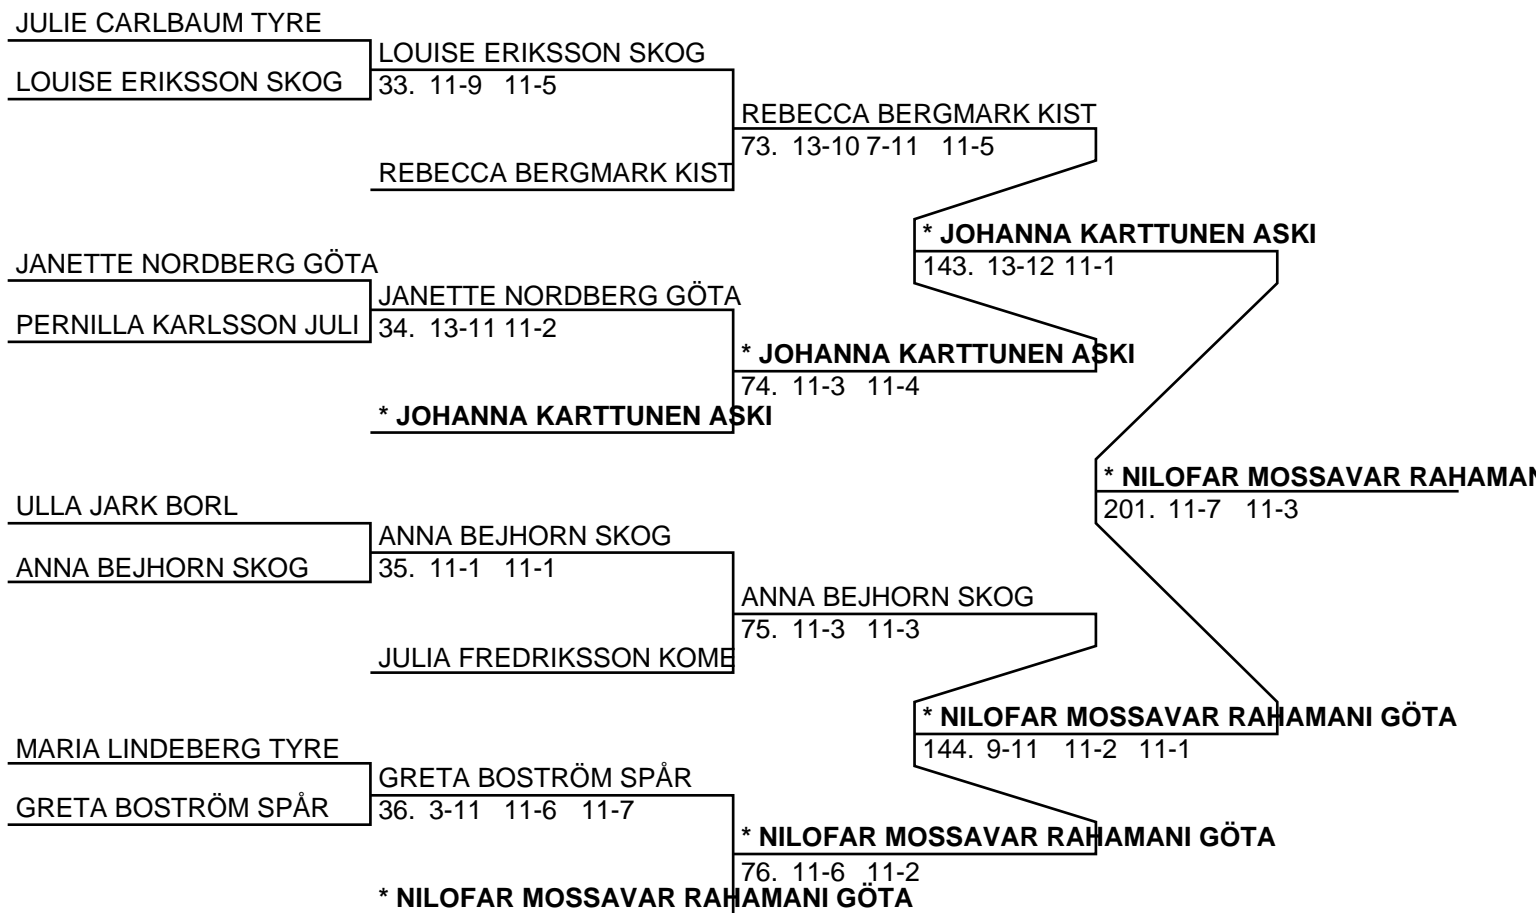 JULIE CARLBAUM TYRE
LOUISE ERIKSSON SKOG
LOUISE ERIKSSON SKOG
33. 11-9 11-5
REBECCA BERGMARK KIST
73. 13-10 7-11 11-5
REBECCA BERGMARK KIST
* JOHANNA KARTTUNEN ASKI
143. 13-12 11-1
JANETTE NORDBERG GÖTA
JANETTE NORDBERG GÖTA
PERNILLA KARLSSON JULI
34. 13-11 11-2
* JOHANNA KARTTUNEN ASKI
74. 11-3 11-4
* JOHANNA KARTTUNEN ASKI
* NILOFAR MOSSAVAR
201. 11-7 11-3
ULLA JARK BORL
ANNA BEJHORN SKOG
ANNA BEJHORN SKOG
35. 11-1 11-1
ANNA BEJHORN SKOG
75. 11-3 11-3
JULIA FREDRIKSSON KOME
* NILOFAR MOSSAVAR RAHAMANI GÖTA
144. 9-11 11-2 11-1
MARIA LINDEBERG TYRE
GRETA BOSTRÖM SPÅR
GRETA BOSTRÖM SPÅR
36. 3-11 11-6 11-7
* NILOFAR MOSSAVAR RAHAMANI GÖTA
76. 11-6 11-2
* NILOFAR MOSSAVAR RAHAMANI GÖTA